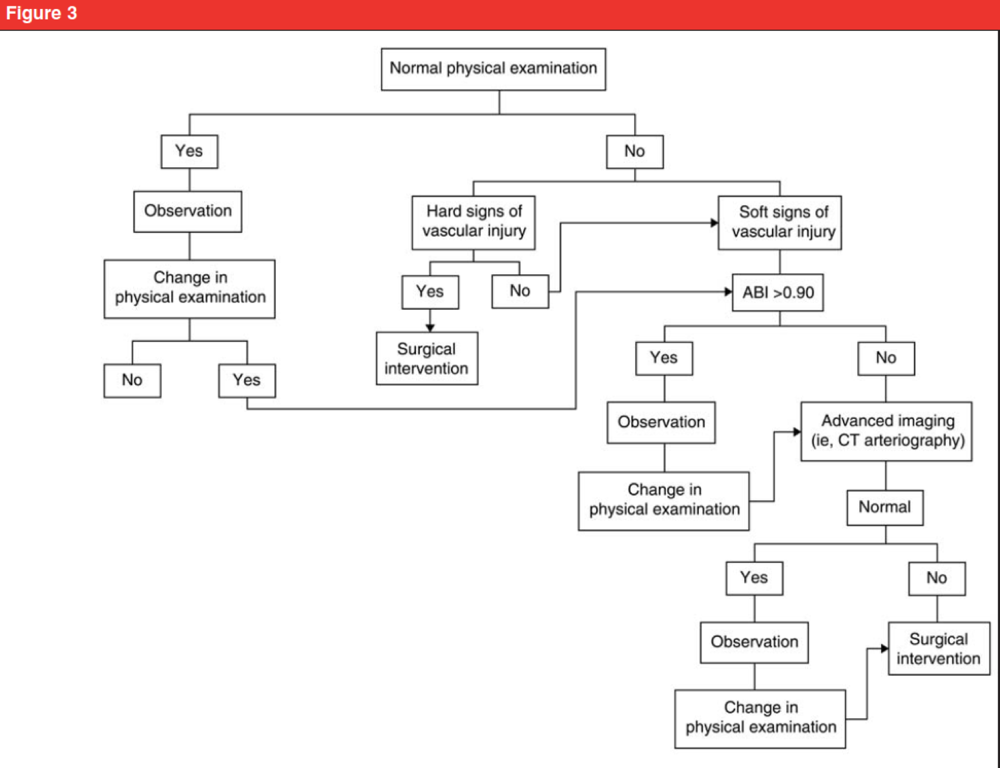 Figure 3
Normal physical examination
Yes
No
Observation
Hard signs of
vascular injury
Soft signs of
vascular injury
Change in
physical examination
Yes
No
ABI >0.90
No
Yes
Surgical
intervention
Yes
No
Observation
Advanced imaging
(ie, CT arteriography)
Change in
physical examination
Normal
Yes
No
Observation
Surgical
intervention
Change in
physical examination